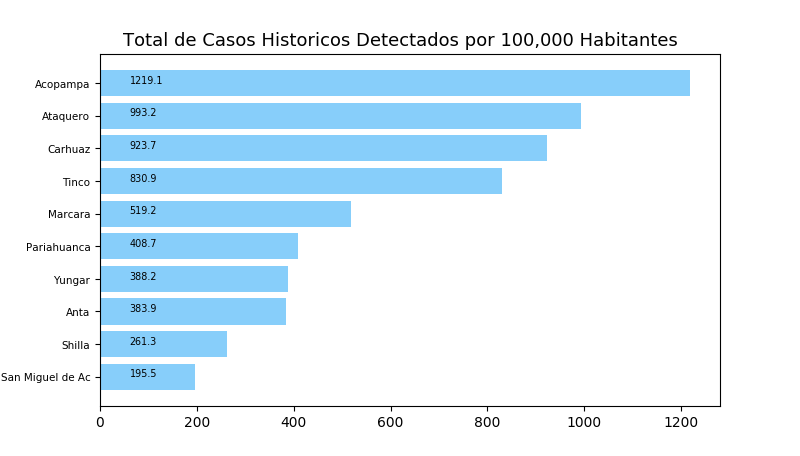 Total de Casos Historicos Detectados por 100,000 Habitantes
Acopampa 1219.1
Ataquero 993.2
Carhuaz 923.7
Tinco 830.9
Marcara 519.2
Pariahuanca 408.7
Yungar 388.2
Anta 383.9
Shilla 261.3
San Miguel de Ac 195.5
0 200 400 600 800 1000 1200